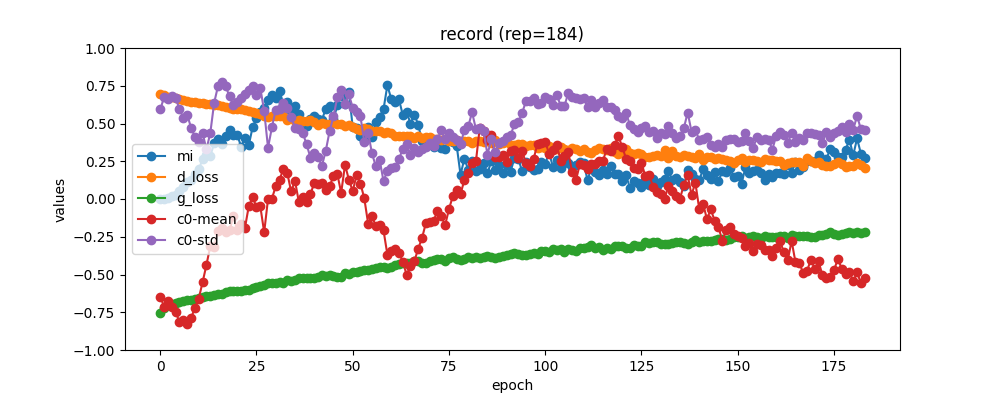 record (rep=184)
1.00
0.75
0.50
0.25
0.00
−0.25
−0.50
−0.75
−1.00
values
mi
d_loss
g_loss
c0-mean
c0-std
0 25 50 75 100 125 150 175
epoch